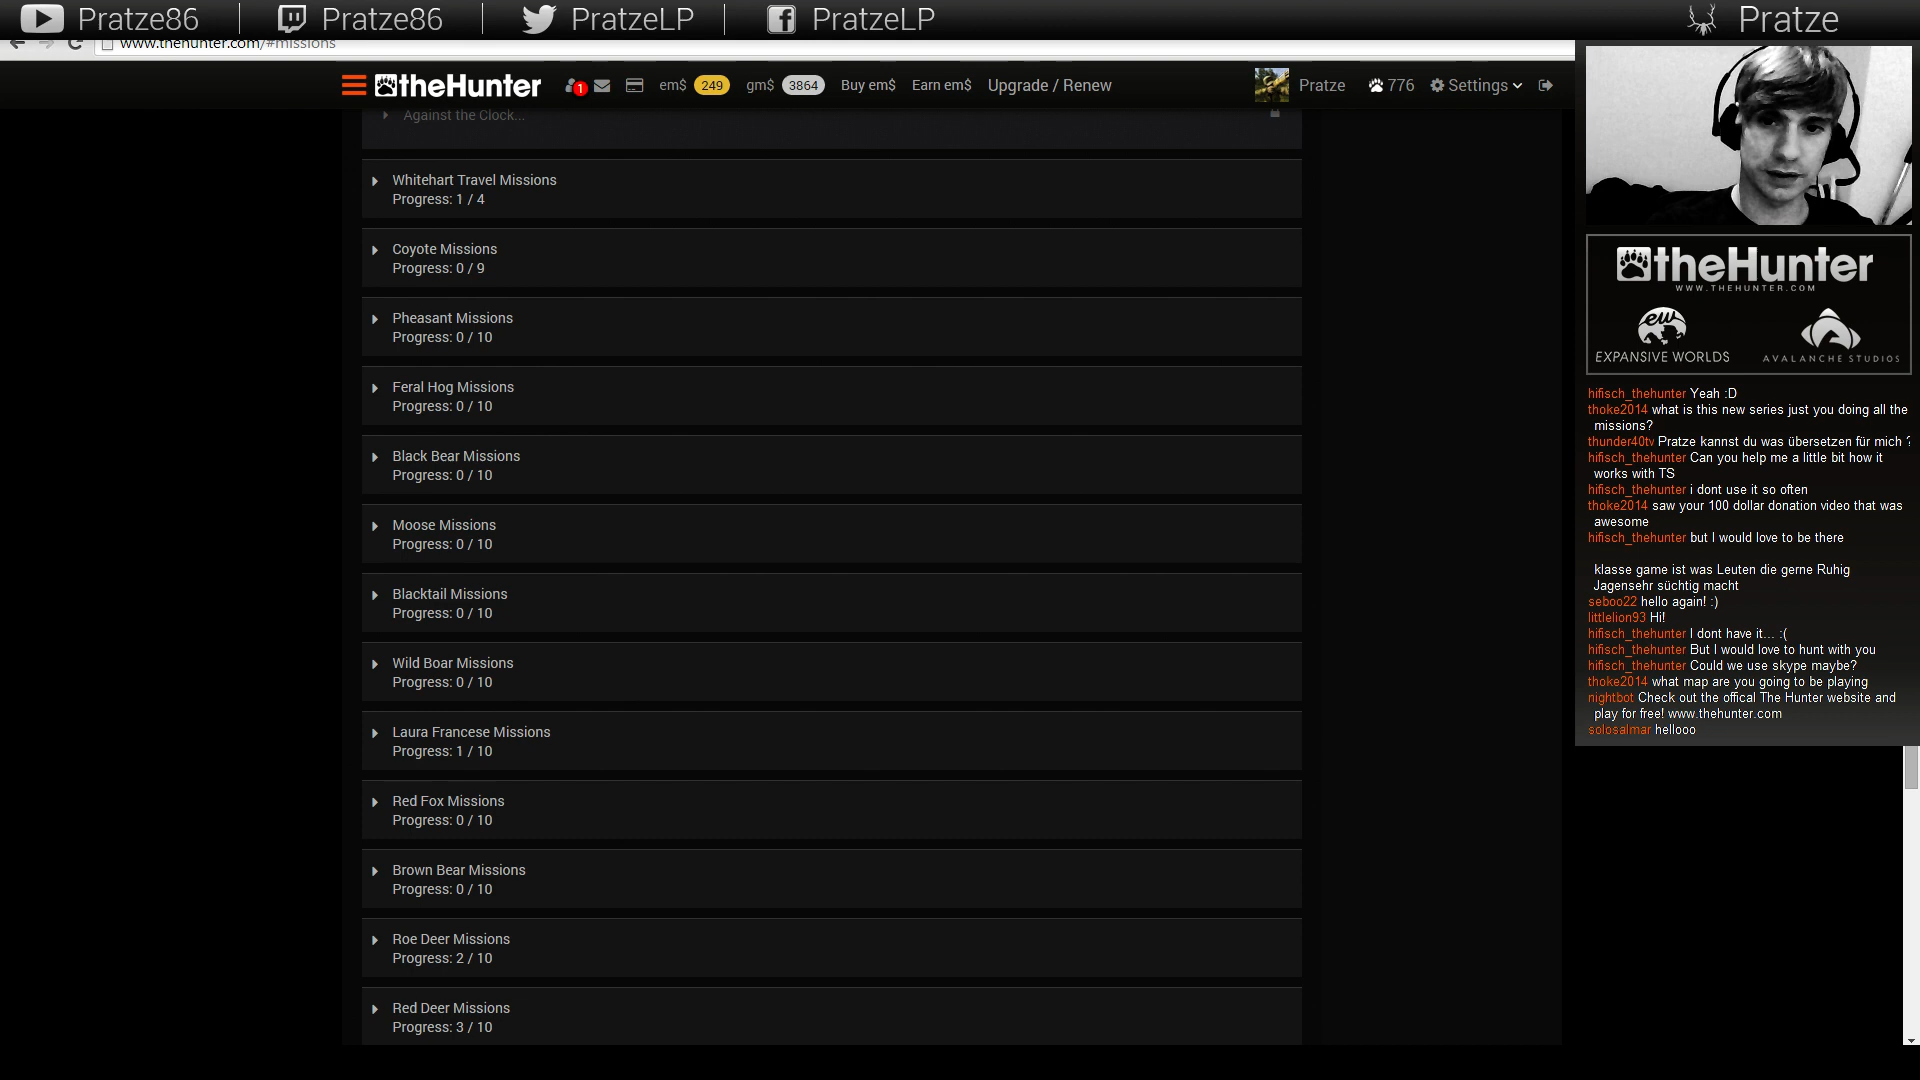 Pratze86
Pratze86
PratzeLP
PratzeLP
Pratze
www.thehunter.com/#missions
theHunter 1 em$ 249 gm$ 3864 Buy em$ Earn em$ Upgrade / Renew Pratze 776 Settings
Against the Clock...
Whitehart Travel Missions
Progress: 1 / 4
Coyote Missions
Progress: 0 / 9
Pheasant Missions
Progress: 0 / 10
Feral Hog Missions
Progress: 0 / 10
Black Bear Missions
Progress: 0 / 10
Moose Missions
Progress: 0 / 10
Blacktail Missions
Progress: 0 / 10
Wild Boar Missions
Progress: 0 / 10
Laura Francese Missions
Progress: 1 / 10
Red Fox Missions
Progress: 0 / 10
Brown Bear Missions
Progress: 0 / 10
Roe Deer Missions
Progress: 2 / 10
Red Deer Missions
Progress: 3 / 10
theHunter
WWW.THEHUNTER.COM
ew
EXPANSIVE WORLDS
AVALANCHE STUDIOS
hifisch_thehunter Yeah :D
thoke2014 what is this new series just you doing all the
missions?
thunder40tv Pratze kannst du was übersetzen für mich ?
hifisch_thehunter Can you help me a little bit how it
works with TS
hifisch_thehunter i dont use it so often
thoke2014 saw your 100 dollar donation video that was
awesome
hifisch_thehunter but I would love to be there
klasse game ist was Leuten die gerne Ruhig
Jagensehr süchtig macht
seboo22 hello again! :)
littlelion93 Hi!
hifisch_thehunter I dont have it... :(
hifisch_thehunter But I would love to hunt with you
hifisch_thehunter Could we use skype maybe?
thoke2014 what map are you going to be playing
nightbot Check out the offical The Hunter website and
play for free! www.thehunter.com
solosalmar hellooo